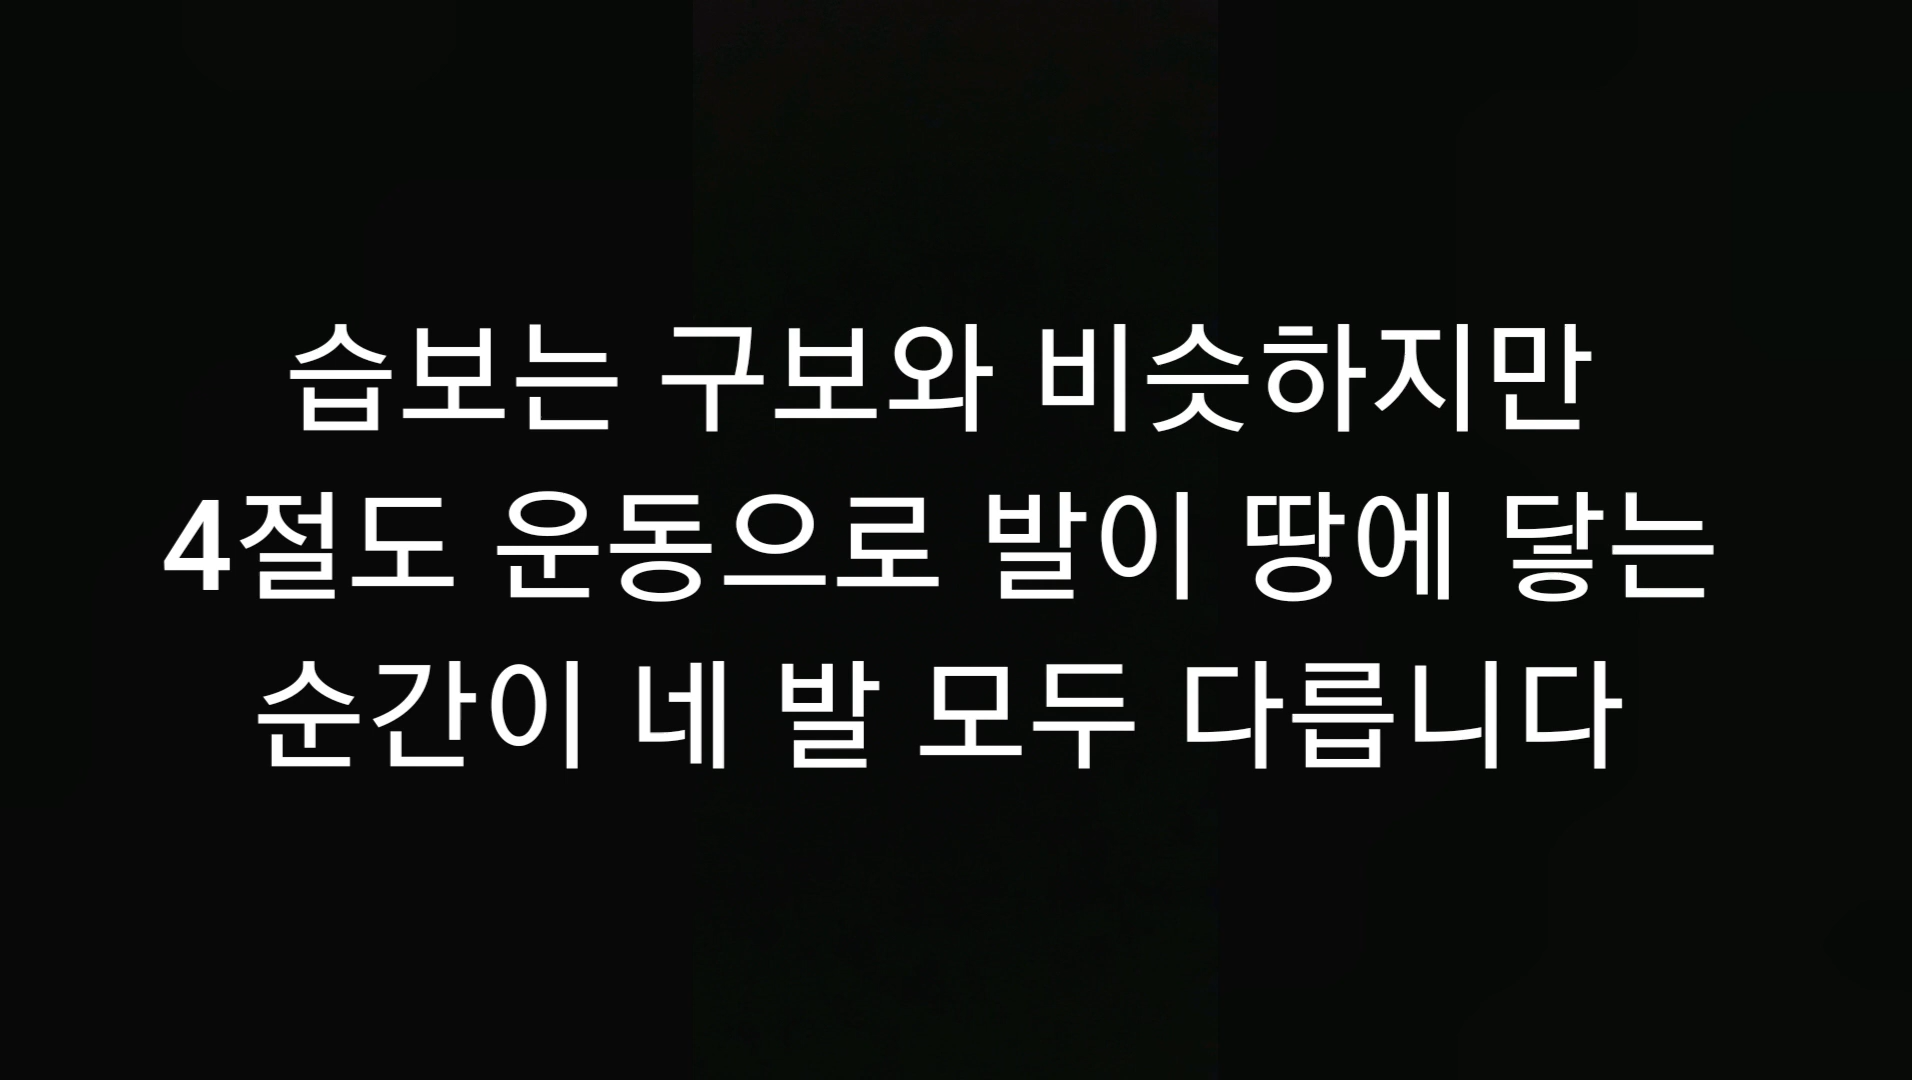 습보는 구보와 비슷하지만
4절도 운동으로 발이 땅에 닿는
순간이 네 발 모두 다릅니다